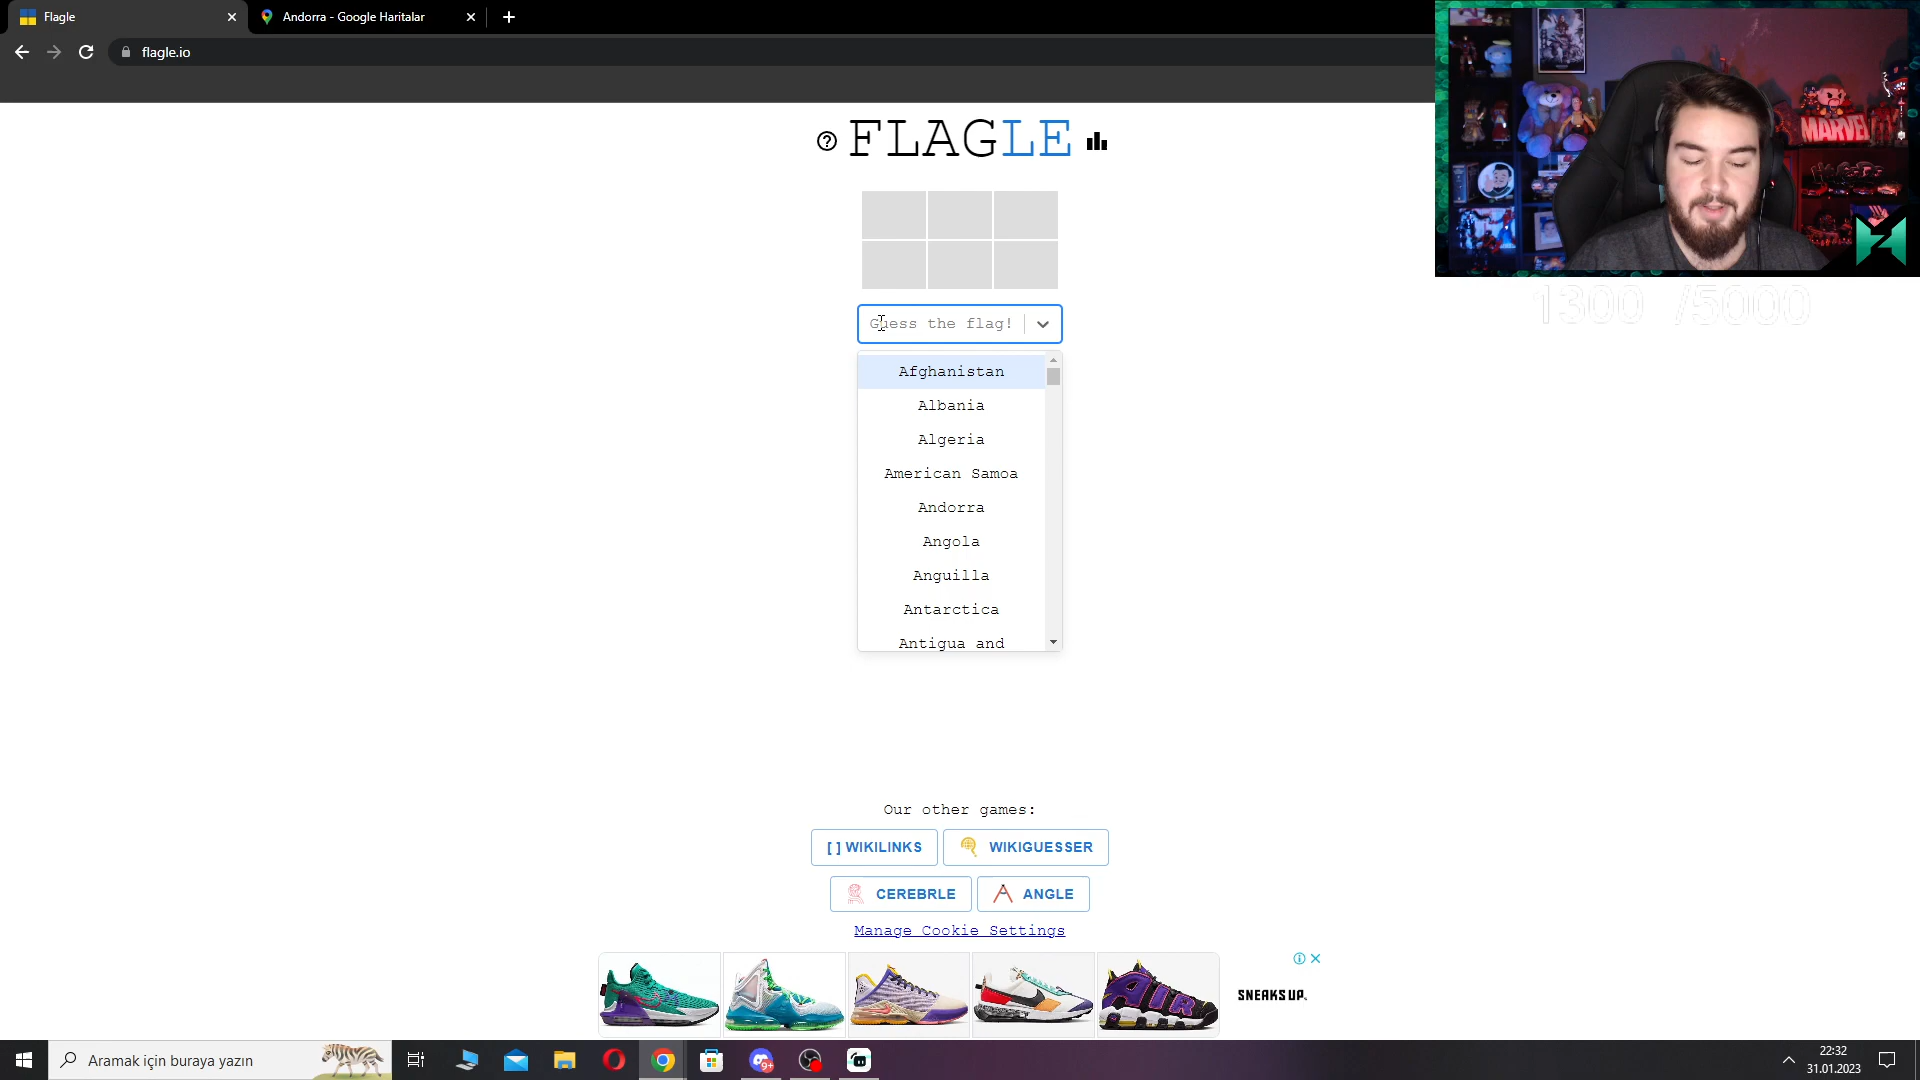 Flagle
Andorra - Google Haritalar
flagle.io
FLAGLE
Guess the flag!
Afghanistan
Albania
Algeria
American Samoa
Andorra
Angola
Anguilla
Antarctica
Antigua and
Our other games:
[ ] WIKILINKS
WIKIGUESSER
CEREBRLE
ANGLE
Manage Cookie Settings
SNEAKS UP.
MARVEL
1300 /5000
Aramak için buraya yazın
9+
22:32
31.01.2023